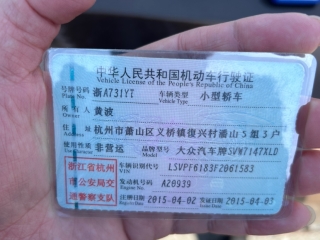 中华人民共和国机动车行驶证
Vehicle License of the People's Republic of China
号牌号码 浙A731YT 车辆类型 小型轿车
Plate No. Vehicle Type
所有人 黄波
Owner
住址 杭州市萧山区义桥镇复兴村潘山5组3户
使用性质 非营运 品牌型号 大众汽车牌SVW7147XLD
浙江省杭州 车辆识别代号 LSVPF6183F2061583
VIN
市公安局交 发动机号码 A20939
Engine No.
通警察支队 注册日期 2015-04-02 发证日期 2015-04-03